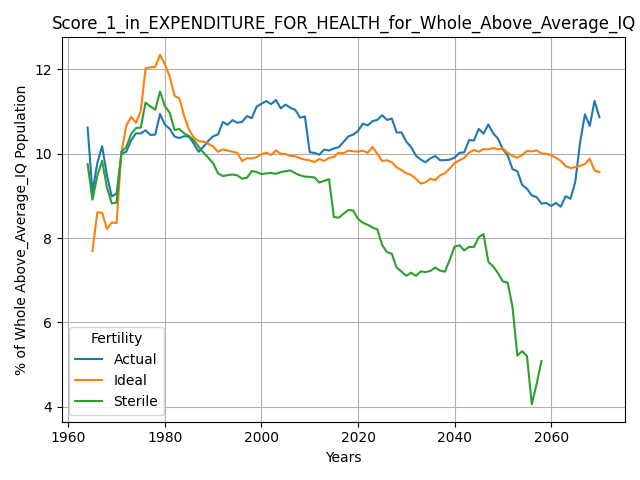 Score_1_in_EXPENDITURE_FOR_HEALTH_for_Whole_Above_Average_IQ
% of Whole Above_Average_IQ Population
12
10
8
6
4
Fertility
Actual
Ideal
Sterile
1960 1980 2000 2020 2040 2060
Years